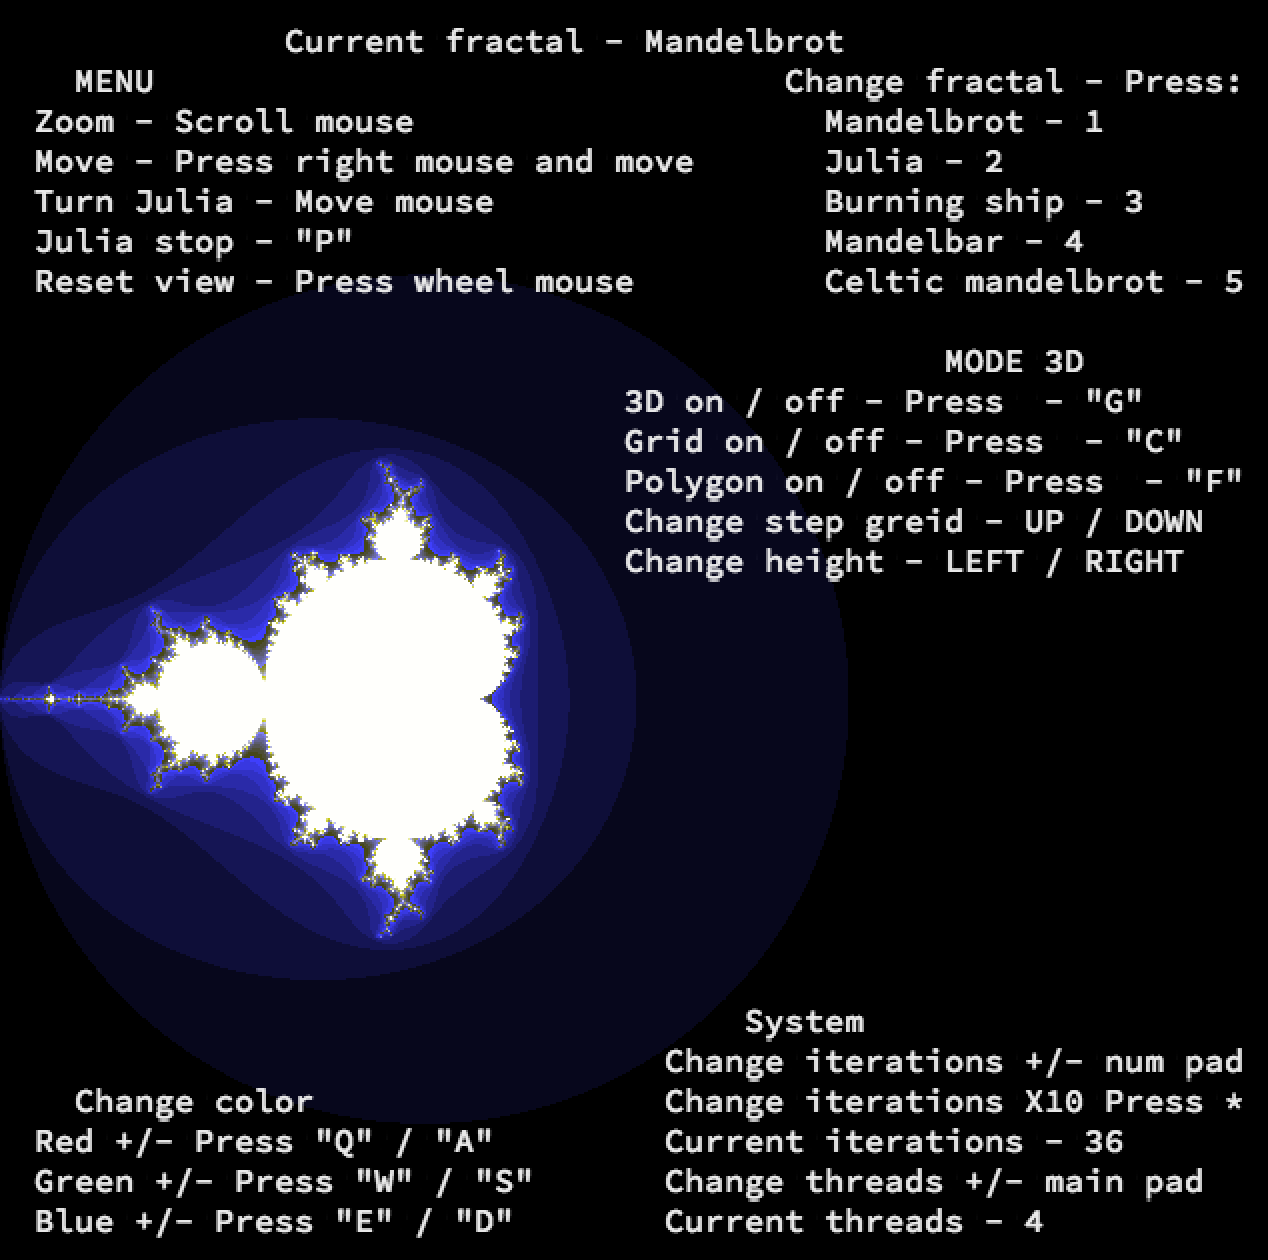 Current fractal - Mandelbrot
MENU
Zoom - Scroll mouse
Move - Press right mouse and move
Turn Julia - Move mouse
Julia stop - "P"
Reset view - Press wheel mouse
Change fractal - Press:
Mandelbrot - 1
Julia - 2
Burning ship - 3
Mandelbar - 4
Celtic mandelbrot - 5
MODE 3D
3D on / off - Press  - "G"
Grid on / off - Press  - "C"
Polygon on / off - Press  - "F"
Change step greid - UP / DOWN
Change height - LEFT / RIGHT
Change color
Red +/- Press "Q" / "A"
Green +/- Press "W" / "S"
Blue +/- Press "E" / "D"
System
Change iterations +/- num pad
Change iterations X10 Press *
Current iterations - 36
Change threads +/- main pad
Current threads - 4